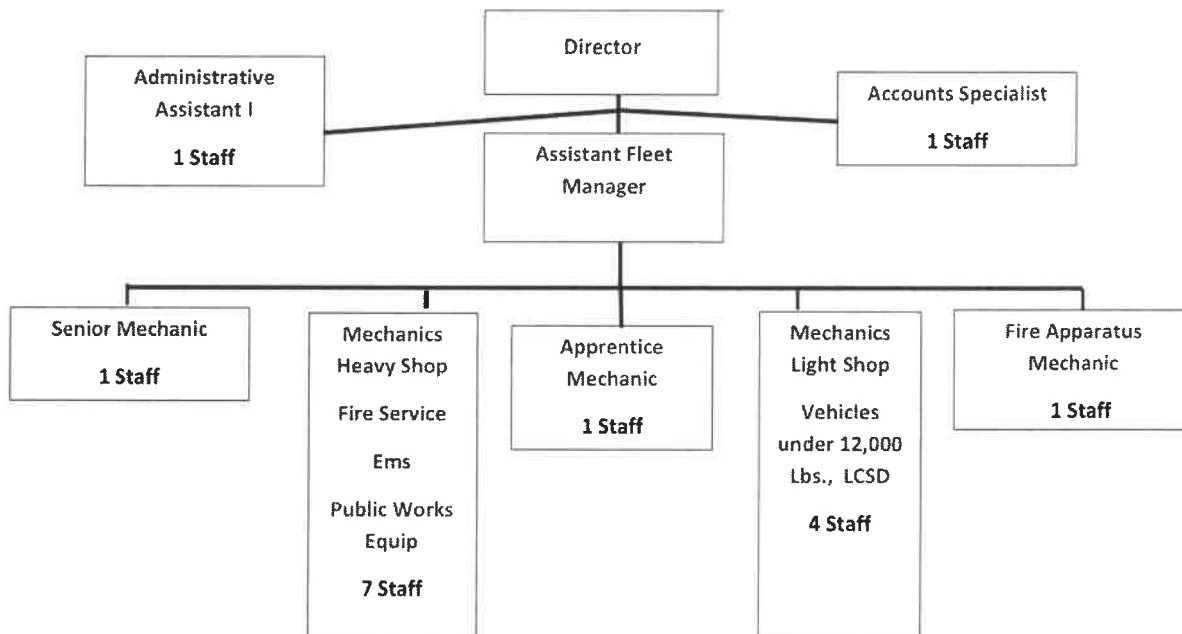 Director
Administrative
Assistant I
1 Staff
Accounts Specialist
1 Staff
Assistant Fleet
Manager
Senior Mechanic
1 Staff
Mechanics
Heavy Shop
Fire Service
Ems
Public Works
Equip
7 Staff
Apprentice
Mechanic
1 Staff
Mechanics
Light Shop
Vehicles
under 12,000
Lbs., LCSD
4 Staff
Fire Apparatus
Mechanic
1 Staff